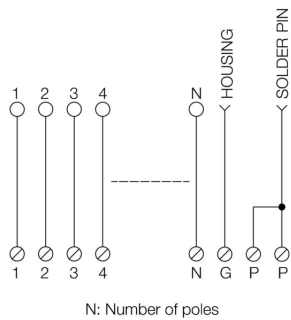 HOUSING
SOLDER PIN
1 2 3 4 N
1 2 3 4 N G P P
N: Number of poles